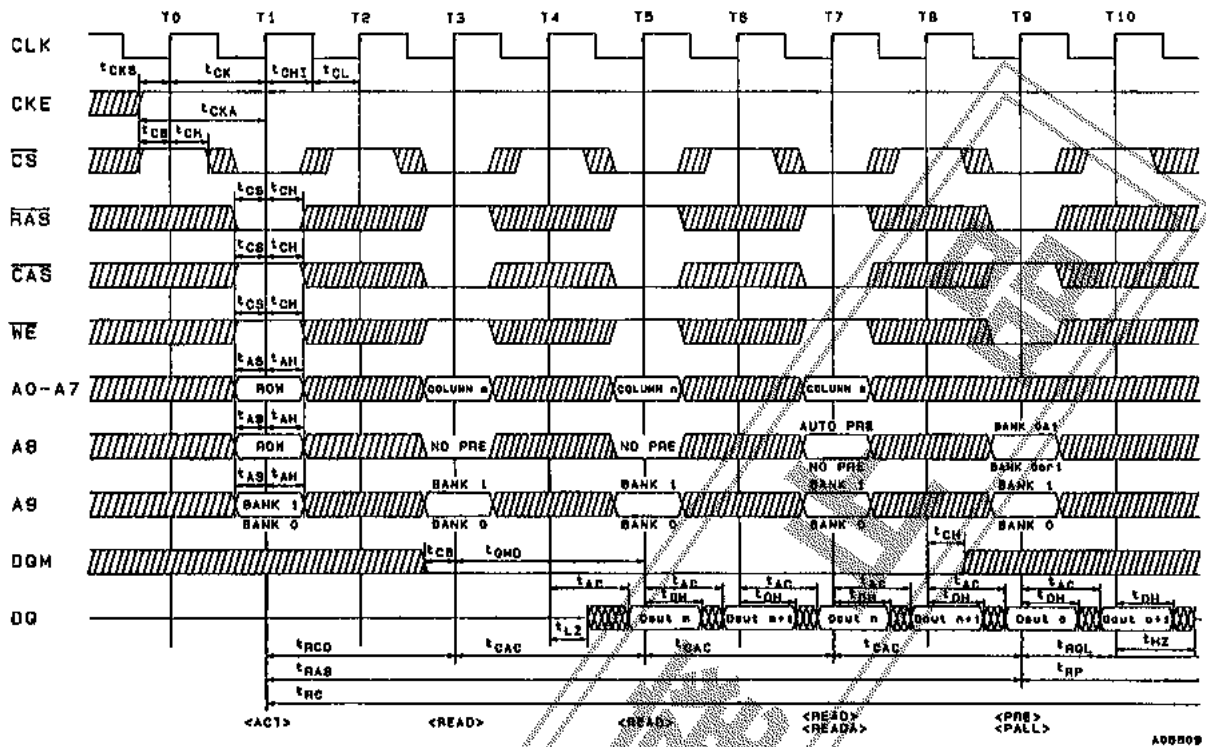 T0 T1 T2 T3 T4 T5 T6 T7 T8 T9 T10
CLK
tCKS tCK tCHI tCL
CKE
tCKA
tCS tCH
CS
tCS tCH
RAS
tCS tCH
CAS
tCS tCH
WE
tAS tAH
A0-A7 ROW COLUMN m COLUMN n COLUMN o
tAS tAH AUTO PRE BANK 0&1
A8 ROW NO PRE NO PRE
tAS tAH NO PRE BANK 0or1
BANK 1 BANK 1 BANK 1 BANK 1
A9 BANK 1
BANK 0 BANK 0 BANK 0 BANK 0 BANK 0
tCH
DQM tCS tQMD
tAC tAC tAC tAC tAC tAC
tOH tOH tOH tOH tOH tOH
DQ Dout m Dout m+1 Dout n Dout n+1 Dout o Dout o+1
tLZ tHZ
tRCD tCAC tCAC tCAC tRQL
tRAS tRP
tRC
<ACT> <READ> <READ> <READ> <PRE>
<READA> <PALL>